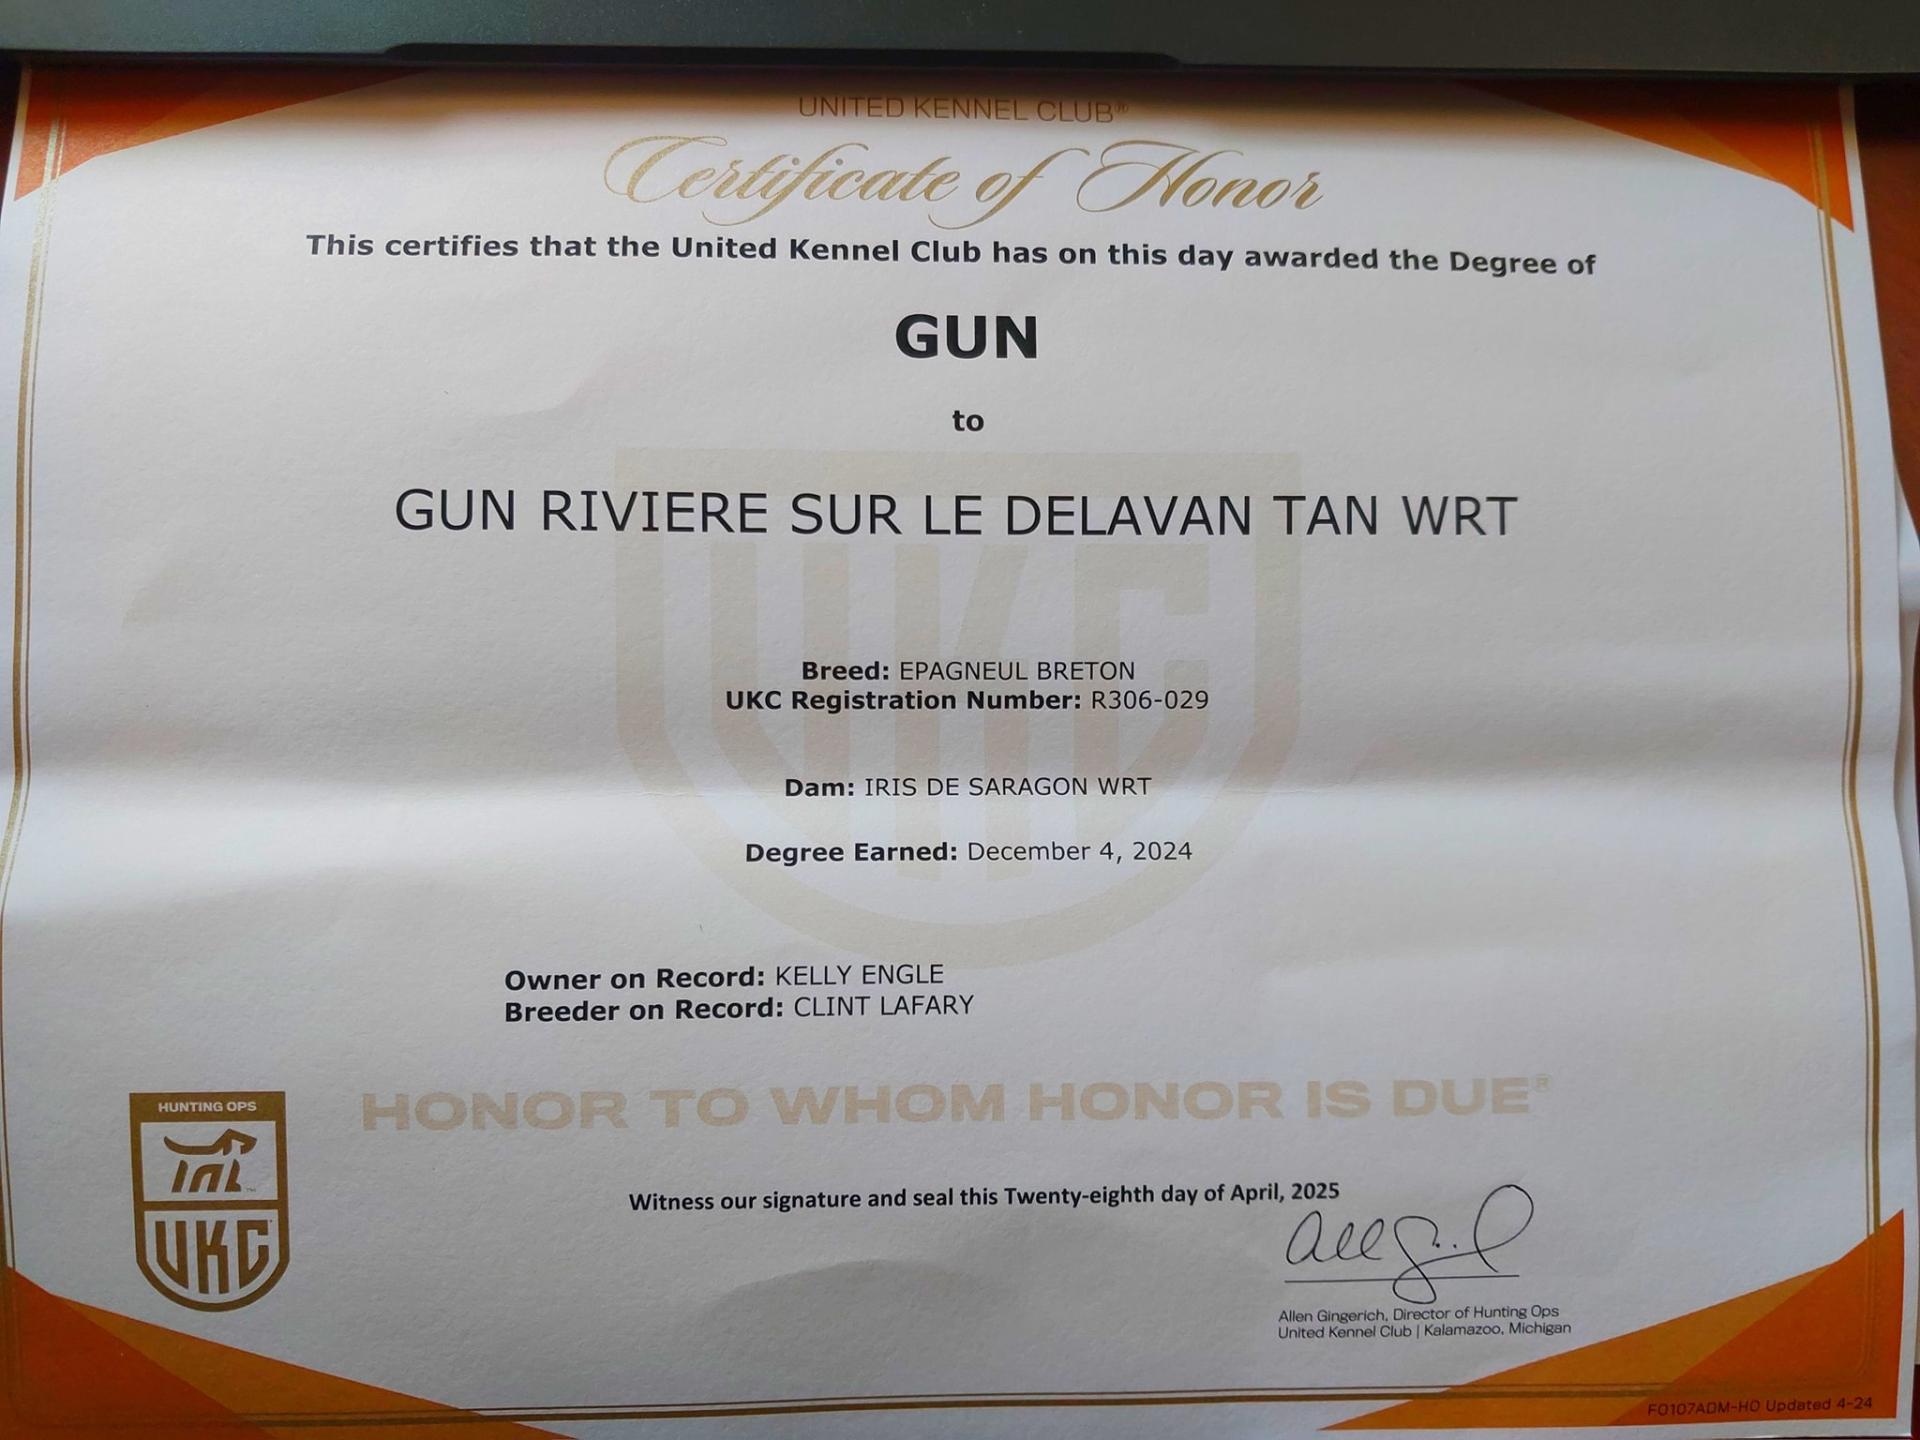 UNITED KENNEL CLUB®
Certificate of Honor
This certifies that the United Kennel Club has on this day awarded the Degree of
GUN
to
GUN RIVIERE SUR LE DELAVAN TAN WRT
UKC
Breed: EPAGNEUL BRETON
UKC Registration Number: R306-029
Dam: IRIS DE SARAGON WRT
Degree Earned: December 4, 2024
Owner on Record: KELLY ENGLE
Breeder on Record: CLINT LAFARY
HONOR TO WHOM HONOR IS DUE®
HUNTING OPS
UKC
Witness our signature and seal this Twenty-eighth day of April, 2025
Allen Gingerich, Director of Hunting Ops
United Kennel Club | Kalamazoo, Michigan
FO107ADM-HO Updated 4-24